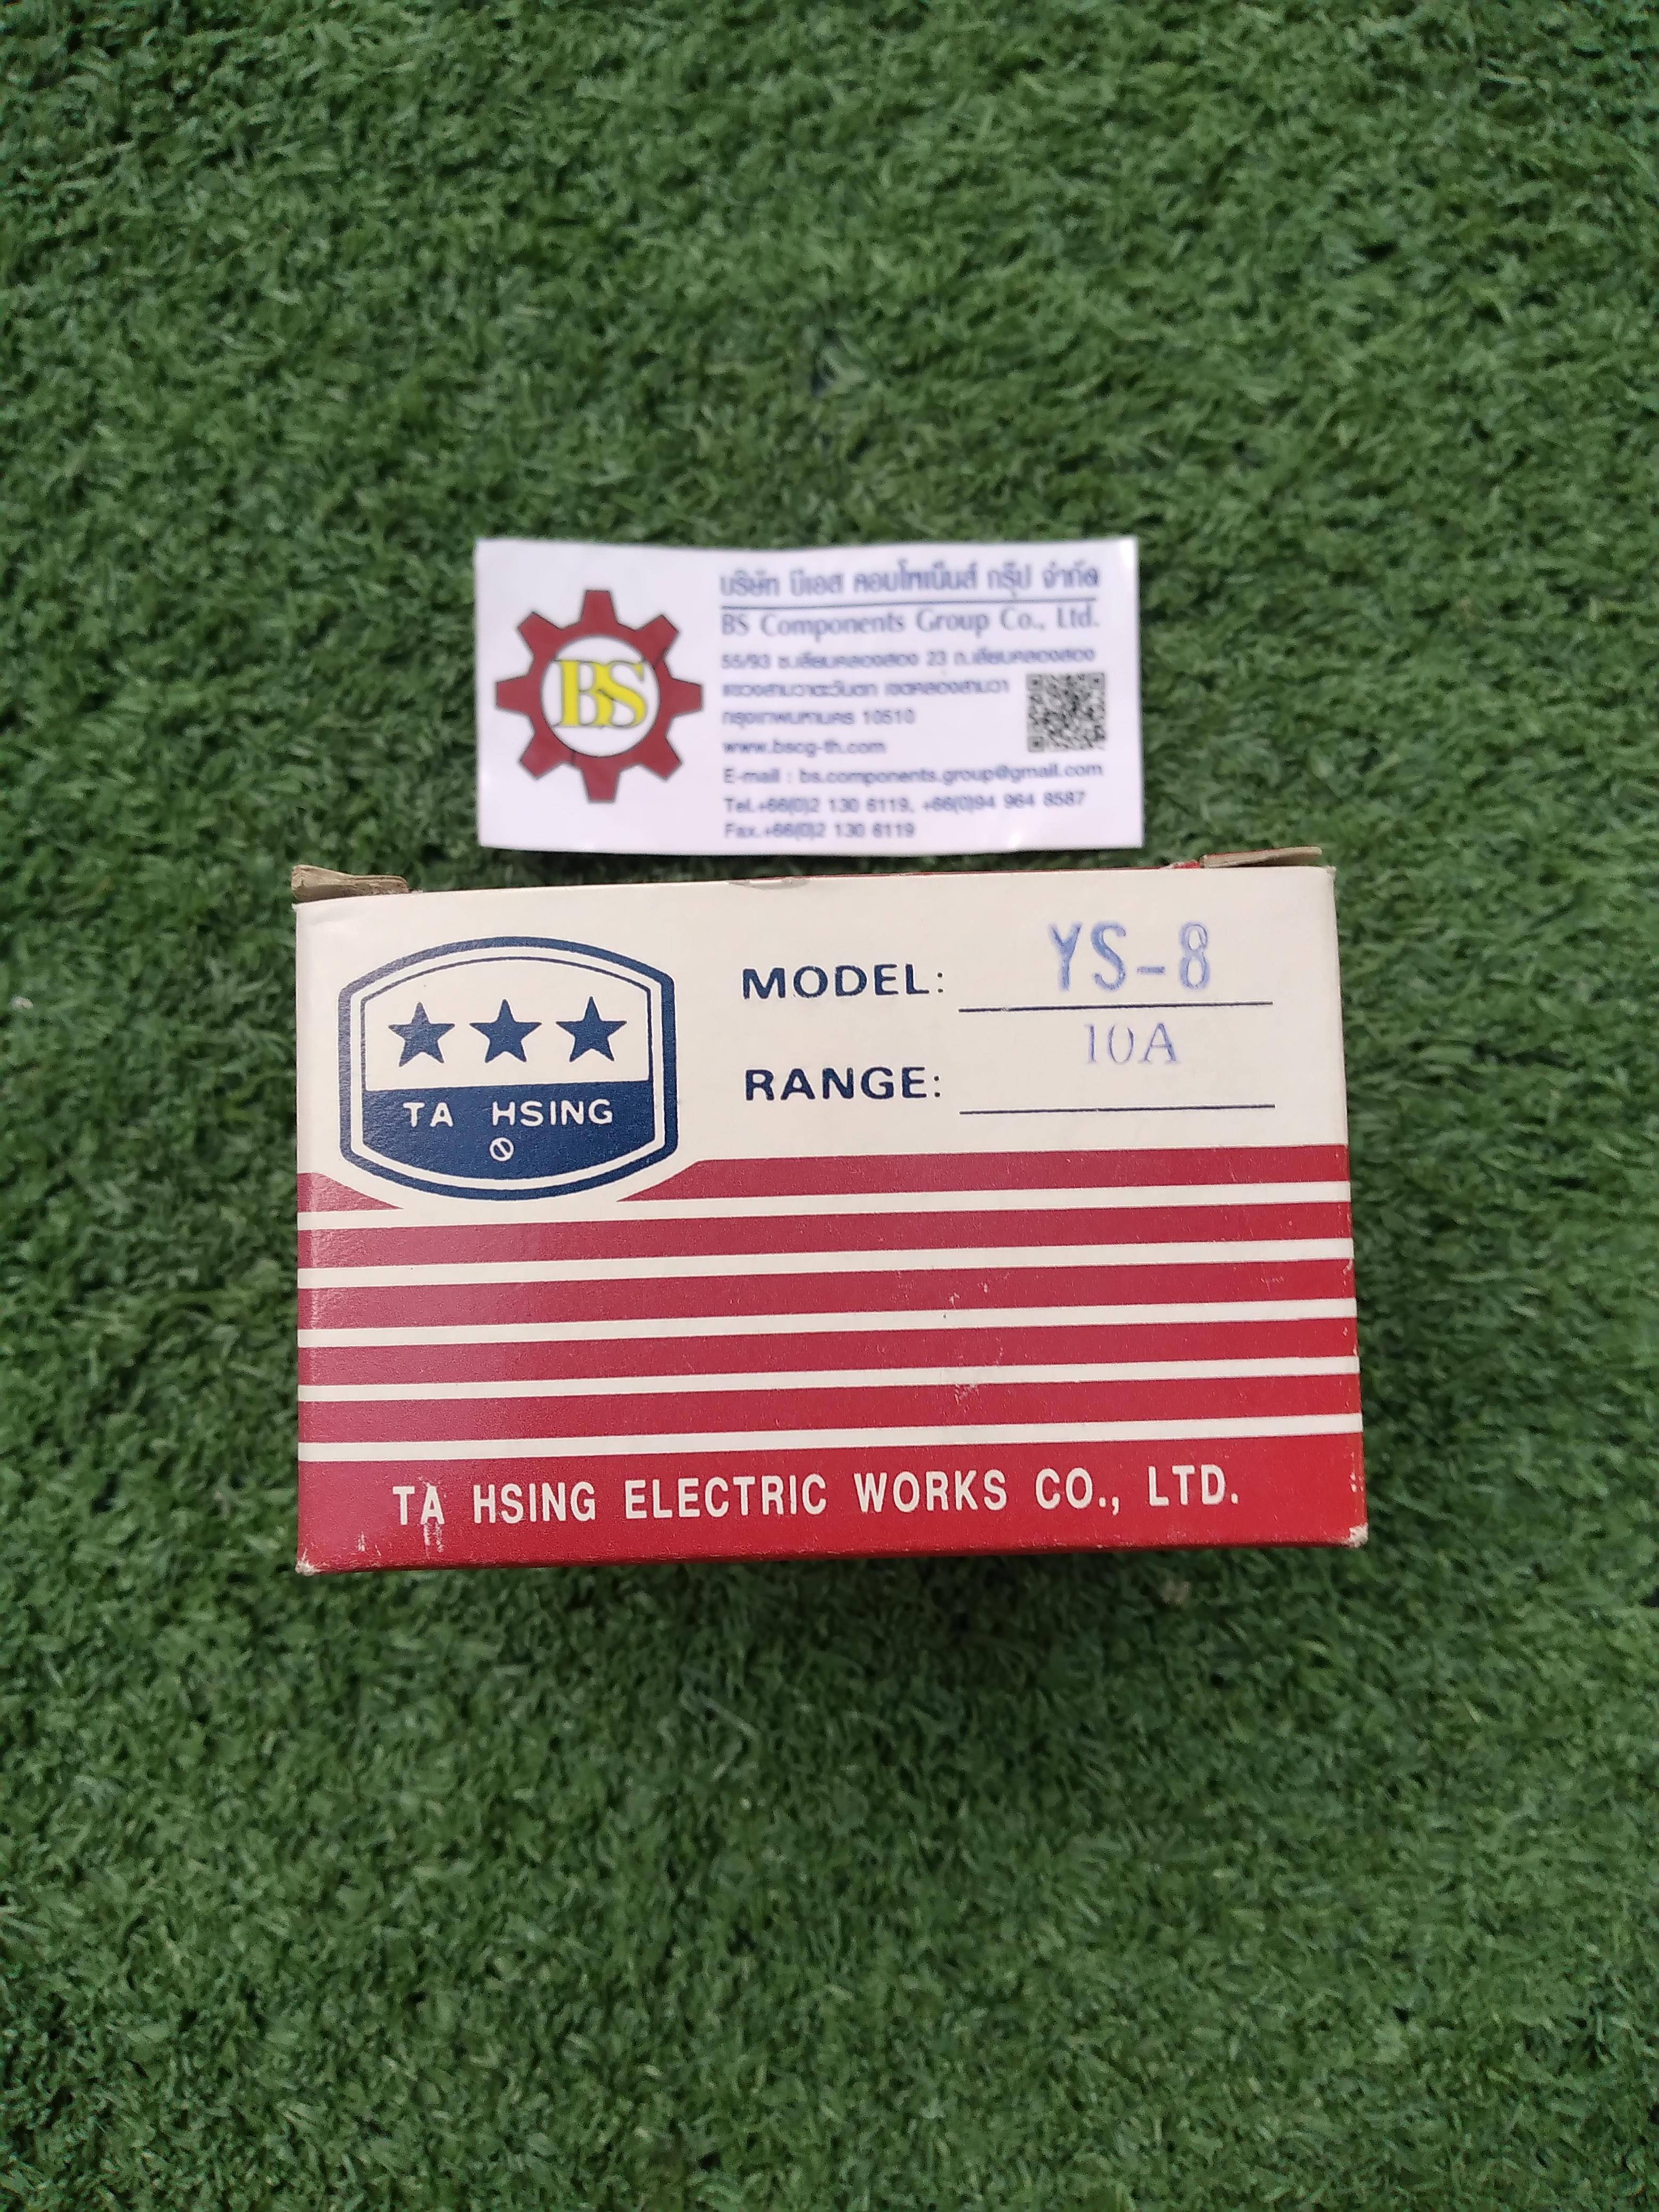 BS
บริษัท บีเอส คอมโพเน็นส์ กรุ๊ป จำกัด
BS Components Group Co., Ltd.
55/93 ซ.เลียบคลองสอง 23 ถ.เลียบคลองสอง
แขวงสามวาตะวันตก เขตคลองสามวา
กรุงเทพมหานคร 10510
www.bscg-th.com
E-mail : bs.components.group@gmail.com
Tel.+66(0)2 130 6119, +66(0)94 964 8587
Fax.+66(0)2 130 6119
TA HSING
MODEL: YS-8
RANGE: 10A
TA HSING ELECTRIC WORKS CO., LTD.